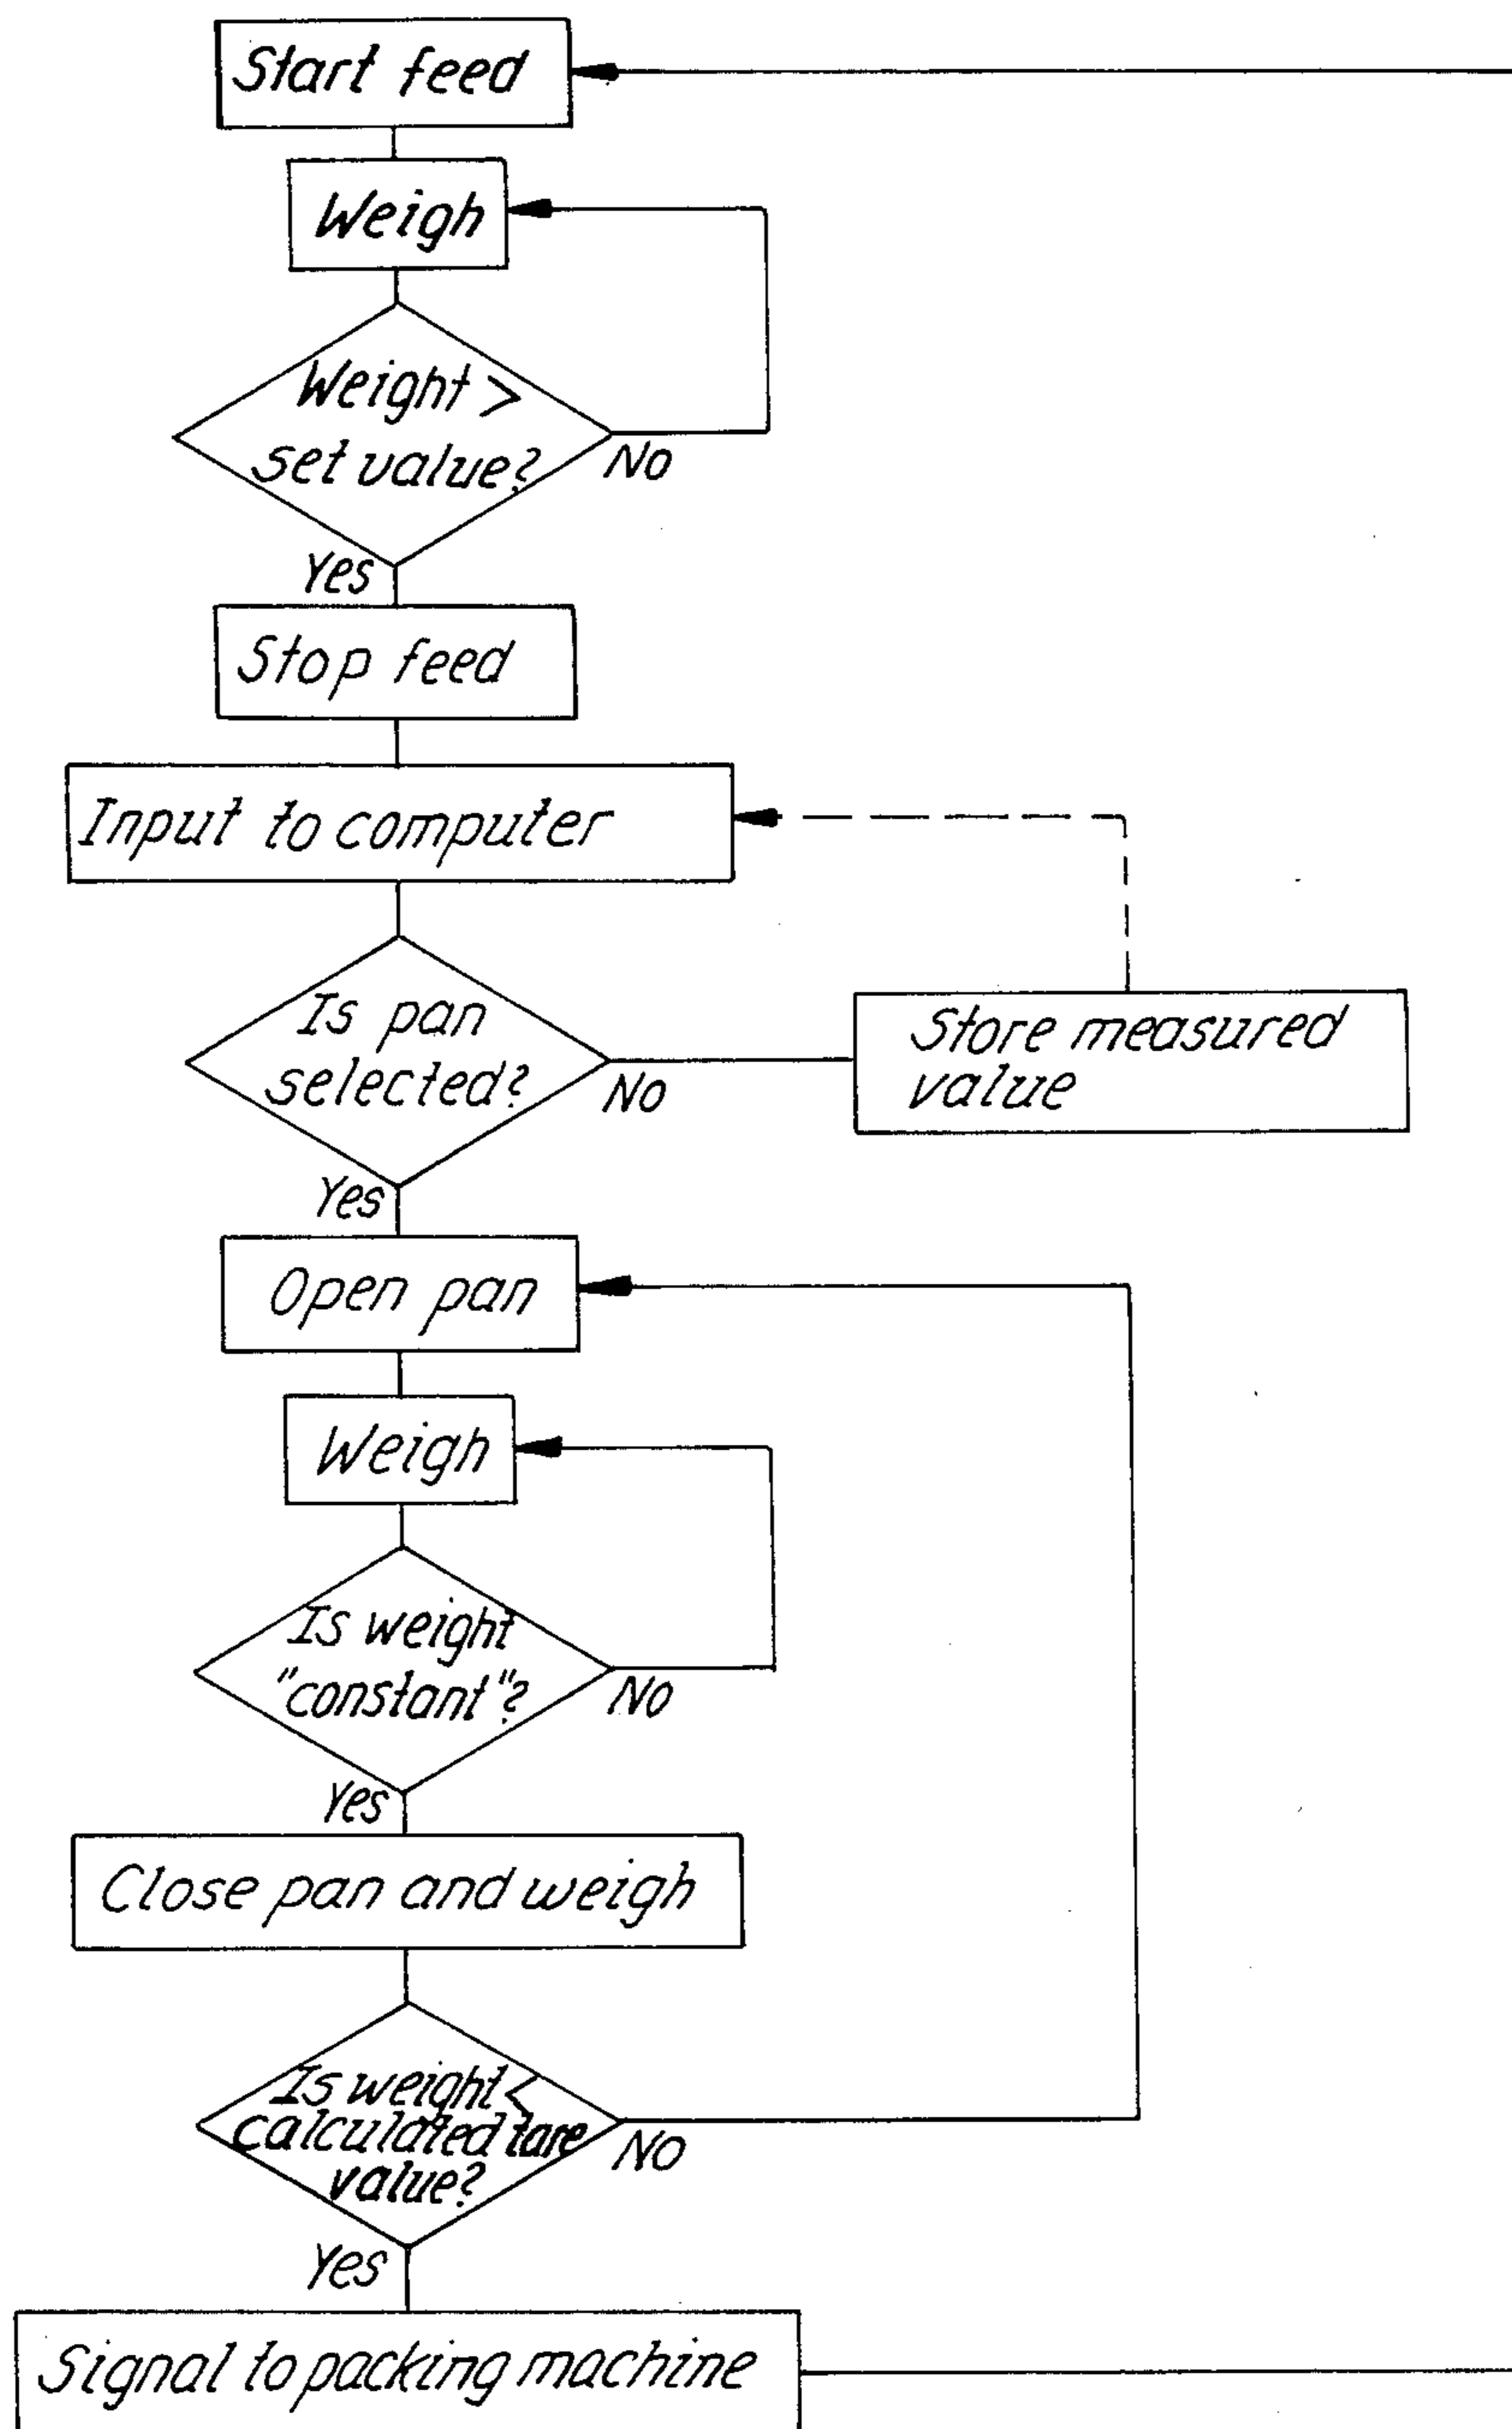 Start feed
Weigh
Weight >
set value?
No
Yes
Stop feed
Input to computer
Is pan
selected?
No
Store measured
value
Yes
Open pan
Weigh
Is weight
"constant"?
No
Yes
Close pan and weigh
Is weight <
calculated tare
value?
No
Yes
Signal to packing machine